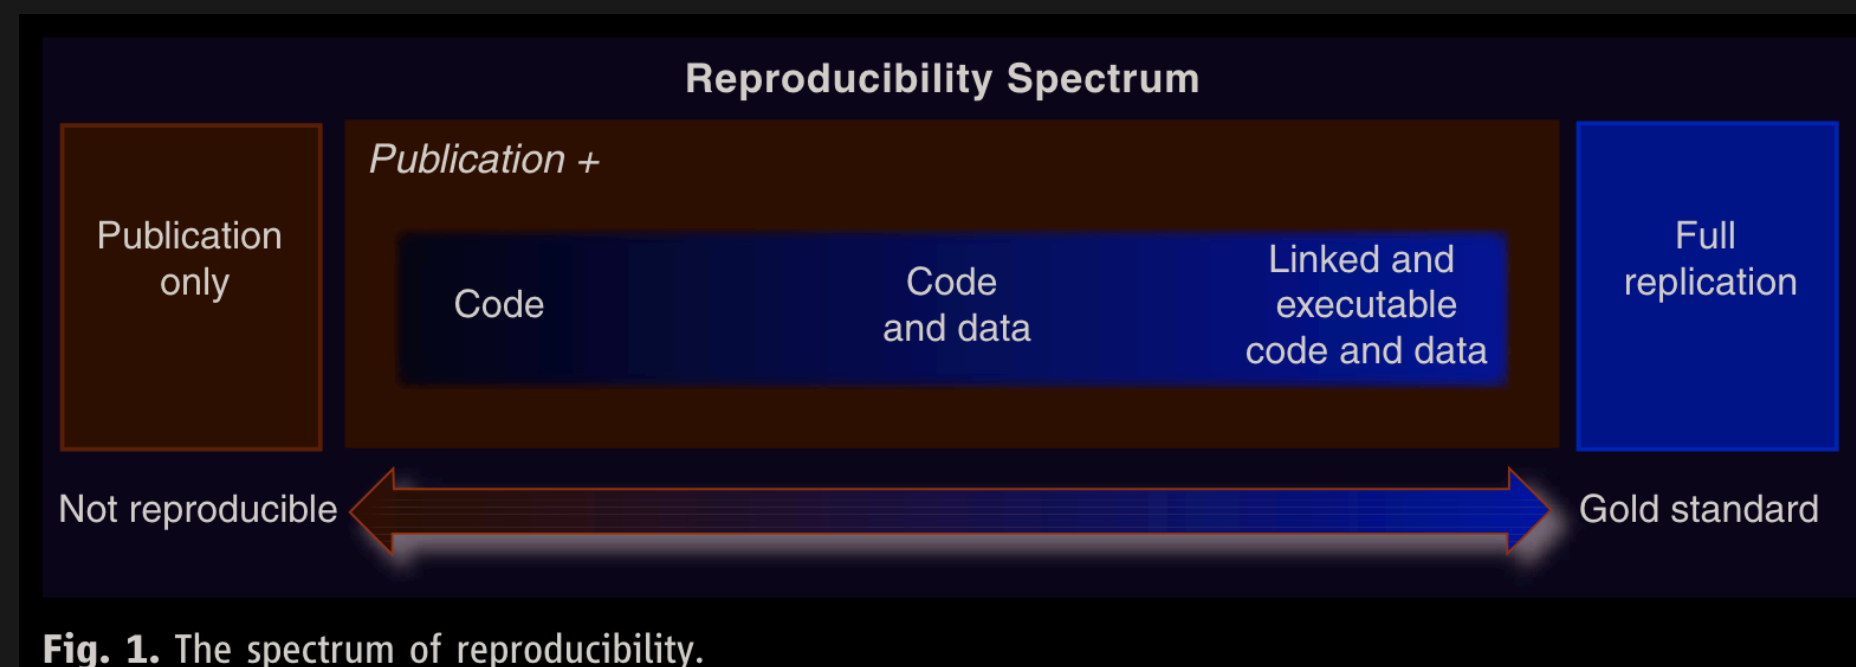 Reproducibility Spectrum
Publication
only
Publication +
Code
Code
and data
Linked and
executable
code and data
Full
replication
Not reproducible
Gold standard
Fig. 1. The spectrum of reproducibility.